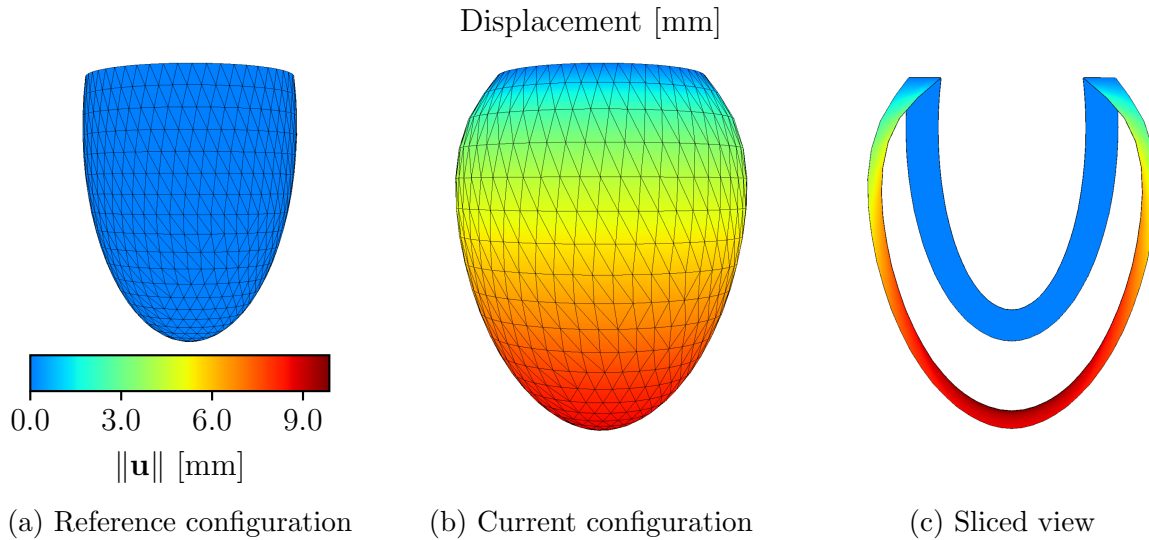 Displacement [mm]
0.0 3.0 6.0 9.0
‖u‖ [mm]
(a) Reference configuration
(b) Current configuration
(c) Sliced view